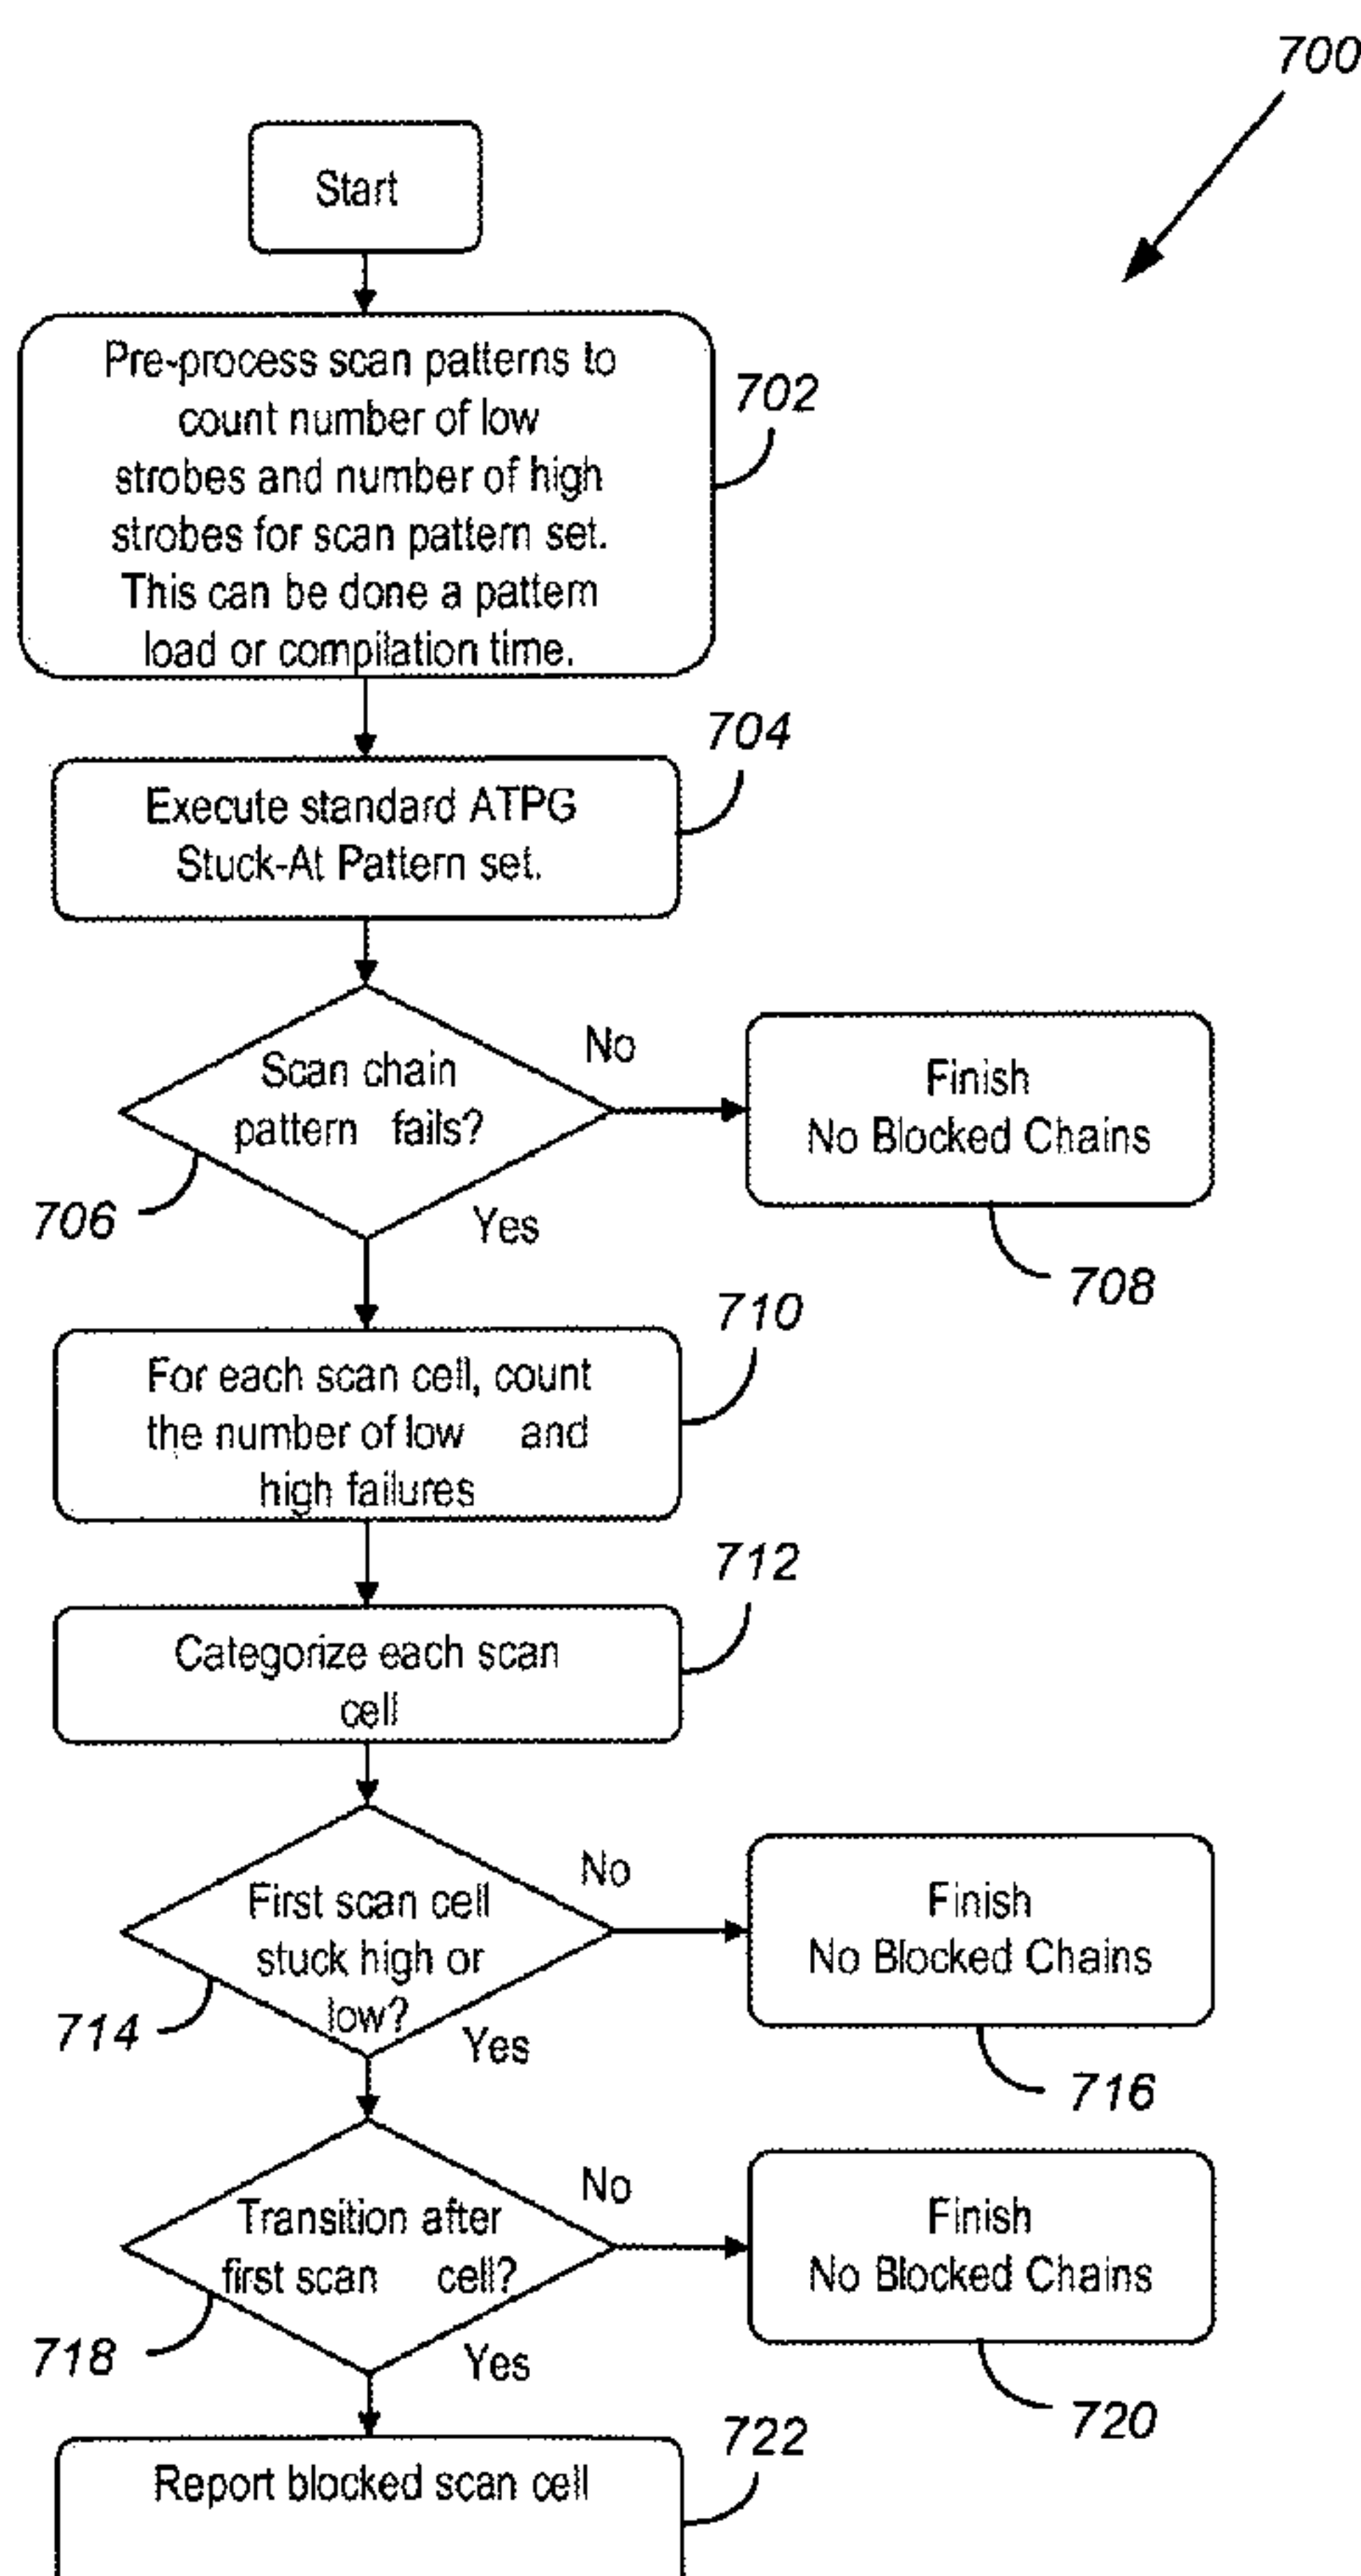 700
Start
Pre-process scan patterns to
count number of low
strobes and number of high
strobes for scan pattern set.
This can be done a pattern
load or compilation time.
702
704
Execute standard ATPG
Stuck-At Pattern set.
Scan chain
pattern fails?
No
Finish
No Blocked Chains
706
Yes
708
710
For each scan cell, count
the number of low and
high failures
712
Categorize each scan
cell
First scan cell
stuck high or
low?
No
Finish
No Blocked Chains
714
Yes
716
Transition after
first scan cell?
No
Finish
No Blocked Chains
718
Yes
720
722
Report blocked scan cell